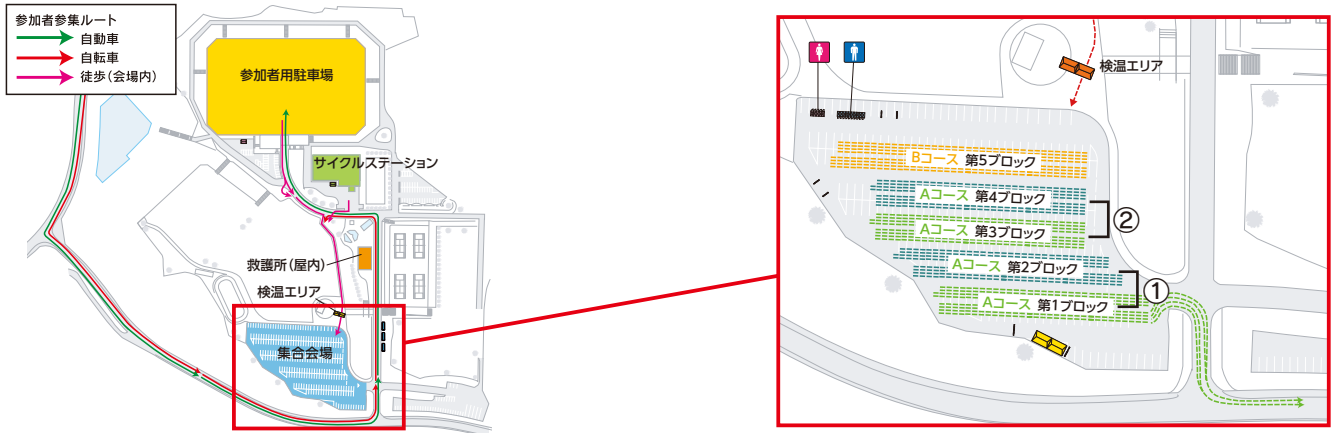 参加者参集ルート
自動車
自転車
徒歩(会場内)
参加者用駐車場
サイクルステーション
救護所(屋内)
検温エリア
集合会場
検温エリア
Bコース 第5ブロック
Aコース 第4ブロック
②
Aコース 第3ブロック
Aコース 第2ブロック
①
Aコース 第1ブロック